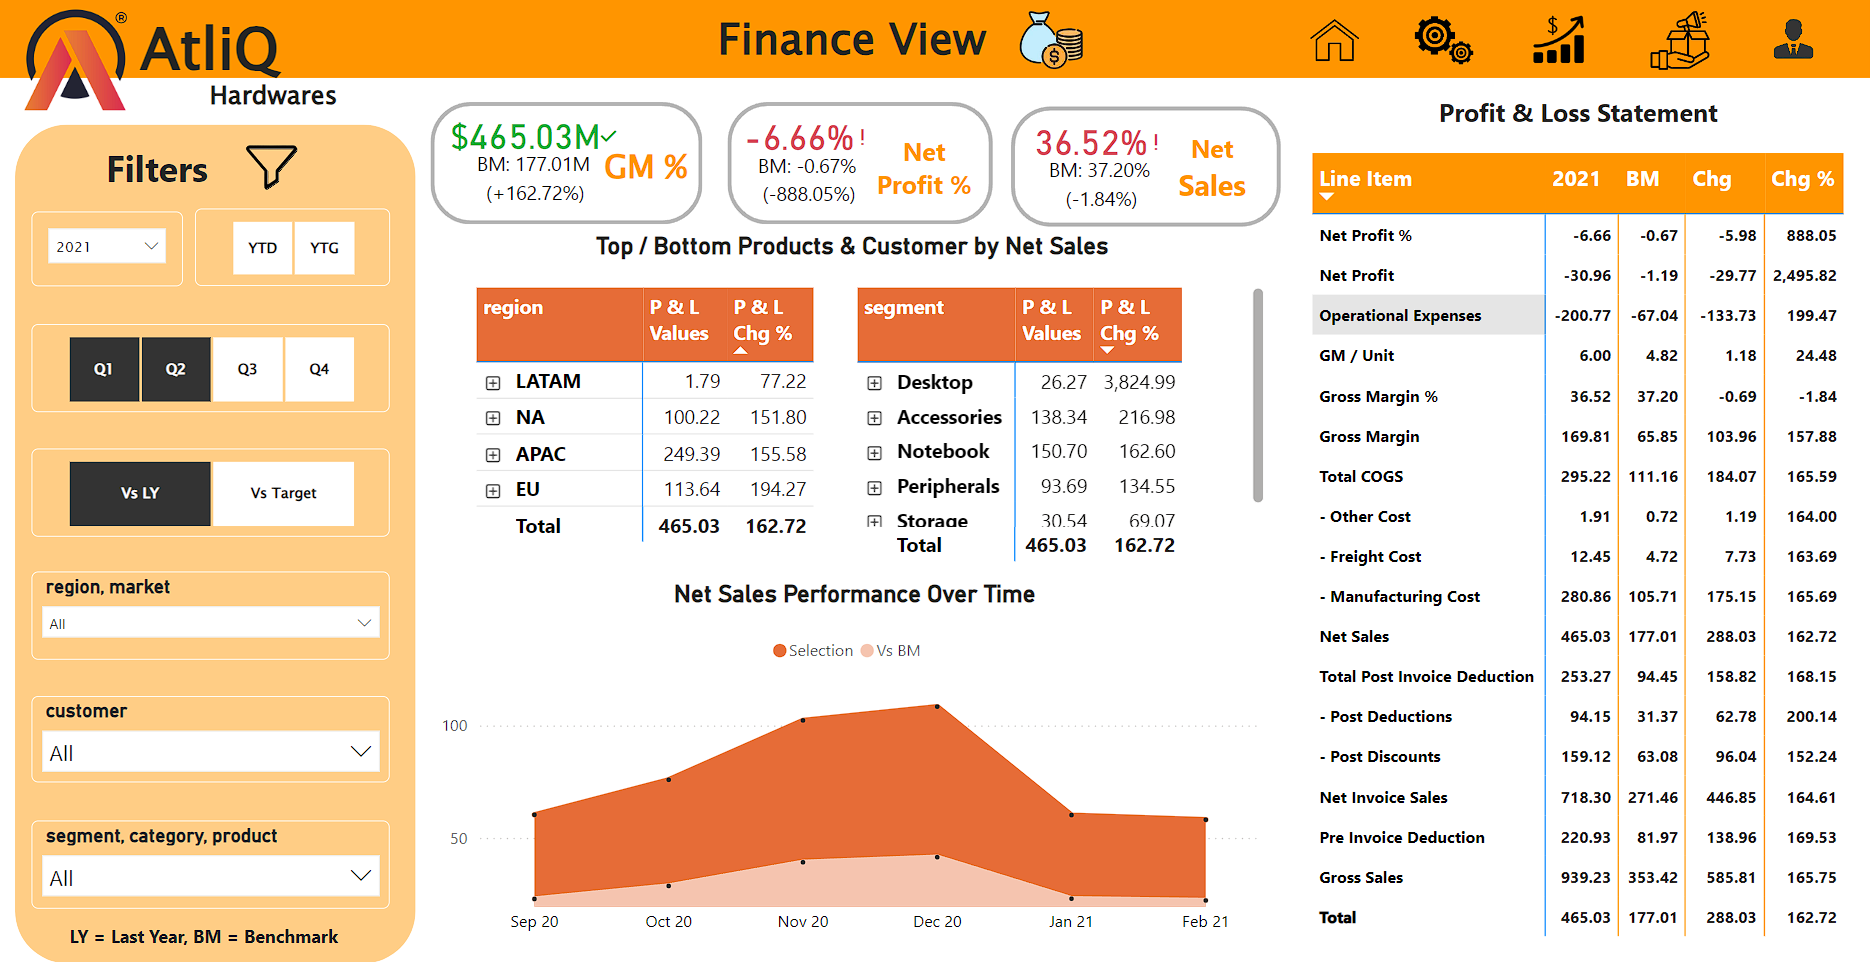 AtliQ
Hardwares
®
Finance View
$
$
Filters
2021
YTD YTG
Q1 Q2 Q3 Q4
Vs LY Vs Target
region, market
All
customer
All
segment, category, product
All
LY = Last Year, BM = Benchmark
$465.03M
BM: 177.01M
(+162.72%)
GM %
-6.66%!
BM: -0.67%
(-888.05%)
Net
Profit %
36.52%!
BM: 37.20%
(-1.84%)
Net
Sales
Top / Bottom Products & Customer by Net Sales
region P & L Values P & L Chg %
LATAM 1.79 77.22
NA 100.22 151.80
APAC 249.39 155.58
EU 113.64 194.27
Total 465.03 162.72
segment P & L Values P & L Chg %
Desktop 26.27 3,824.99
Accessories 138.34 216.98
Notebook 150.70 162.60
Peripherals 93.69 134.55
Storage 30.54 69.07
Total 465.03 162.72
Net Sales Performance Over Time
Selection Vs BM
100
50
Sep 20 Oct 20 Nov 20 Dec 20 Jan 21 Feb 21
Profit & Loss Statement
Line Item 2021 BM Chg Chg %
Net Profit % -6.66 -0.67 -5.98 888.05
Net Profit -30.96 -1.19 -29.77 2,495.82
Operational Expenses -200.77 -67.04 -133.73 199.47
GM / Unit 6.00 4.82 1.18 24.48
Gross Margin % 36.52 37.20 -0.69 -1.84
Gross Margin 169.81 65.85 103.96 157.88
Total COGS 295.22 111.16 184.07 165.59
- Other Cost 1.91 0.72 1.19 164.00
- Freight Cost 12.45 4.72 7.73 163.69
- Manufacturing Cost 280.86 105.71 175.15 165.69
Net Sales 465.03 177.01 288.03 162.72
Total Post Invoice Deduction 253.27 94.45 158.82 168.15
- Post Deductions 94.15 31.37 62.78 200.14
- Post Discounts 159.12 63.08 96.04 152.24
Net Invoice Sales 718.30 271.46 446.85 164.61
Pre Invoice Deduction 220.93 81.97 138.96 169.53
Gross Sales 939.23 353.42 585.81 165.75
Total 465.03 177.01 288.03 162.72